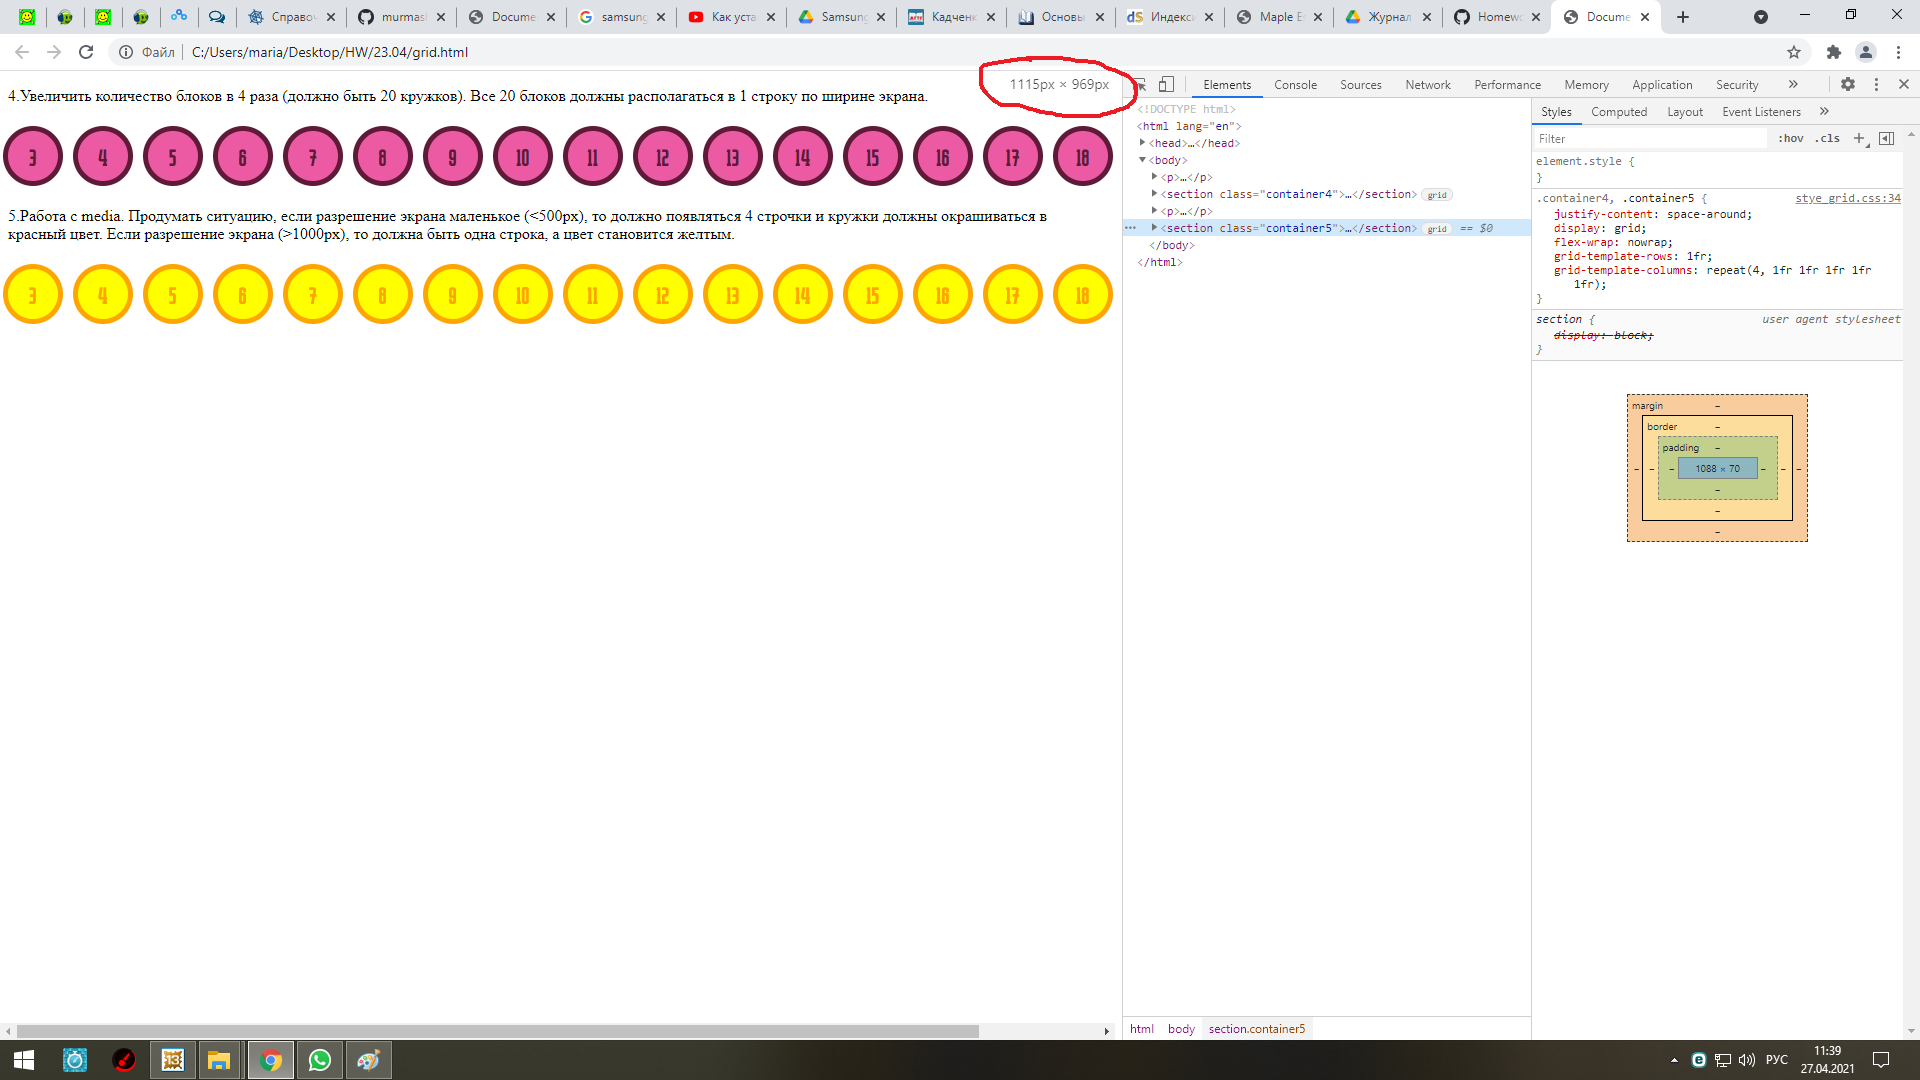 Справоч
murmash
Docume
samsung
Как уста
Samsung
Кадченк
Основы
Индекс
Maple E
Журнал
Homewo
Docume
Файл
C:/Users/maria/Desktop/HW/23.04/grid.html
4.Увеличить количество блоков в 4 раза (должно быть 20 кружков). Все 20 блоков должны располагаться в 1 строку по ширине экрана.
1115px × 969px
3 4 5 6 7 8 9 10 11 12 13 14 15 16 17 18
5.Работа с media. Продумать ситуацию, если разрешение экрана маленькое (<500px), то должно появляться 4 строчки и кружки должны окрашиваться в
красный цвет. Если разрешение экрана (>1000px), то должна быть одна строка, а цвет становится желтым.
3 4 5 6 7 8 9 10 11 12 13 14 15 16 17 18
Elements Console Sources Network Performance Memory Application Security »
<!DOCTYPE html>
<html lang="en">
<head>…</head>
<body>
<p>…</p>
<section class="container4">…</section> grid
<p>…</p>
<section class="container5">…</section> grid == $0
</body>
</html>
html body section.container5
Styles Computed Layout Event Listeners »
Filter :hov .cls +
element.style {
}
.container4, .container5 { stye_grid.css:34
justify-content: space-around;
display: grid;
flex-wrap: nowrap;
grid-template-rows: 1fr;
grid-template-columns: repeat(4, 1fr 1fr 1fr 1fr
1fr);
}
section { user agent stylesheet
display: block;
}
margin –
border –
padding –
– – – 1088 × 70 – – –
–
–
–
13
РУС
11:39
27.04.2021